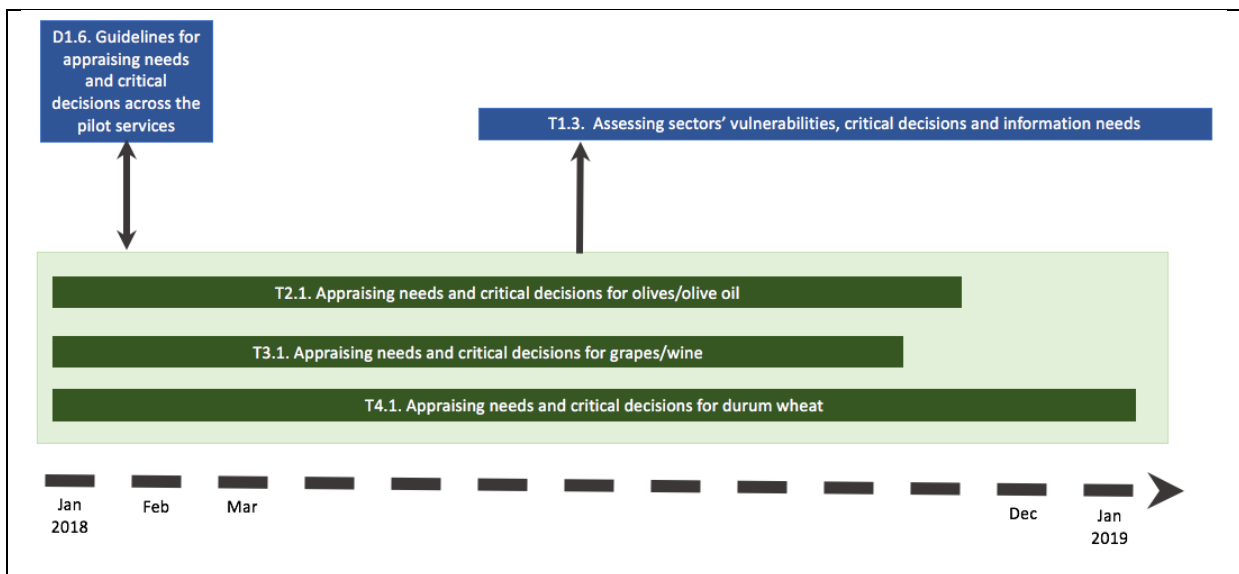 D1.6. Guidelines for
appraising needs
and critical
decisions across the
pilot services
T1.3. Assessing sectors' vulnerabilities, critical decisions and information needs
T2.1. Appraising needs and critical decisions for olives/olive oil
T3.1. Appraising needs and critical decisions for grapes/wine
T4.1. Appraising needs and critical decisions for durum wheat
Jan
2018
Feb
Mar
Dec
Jan
2019